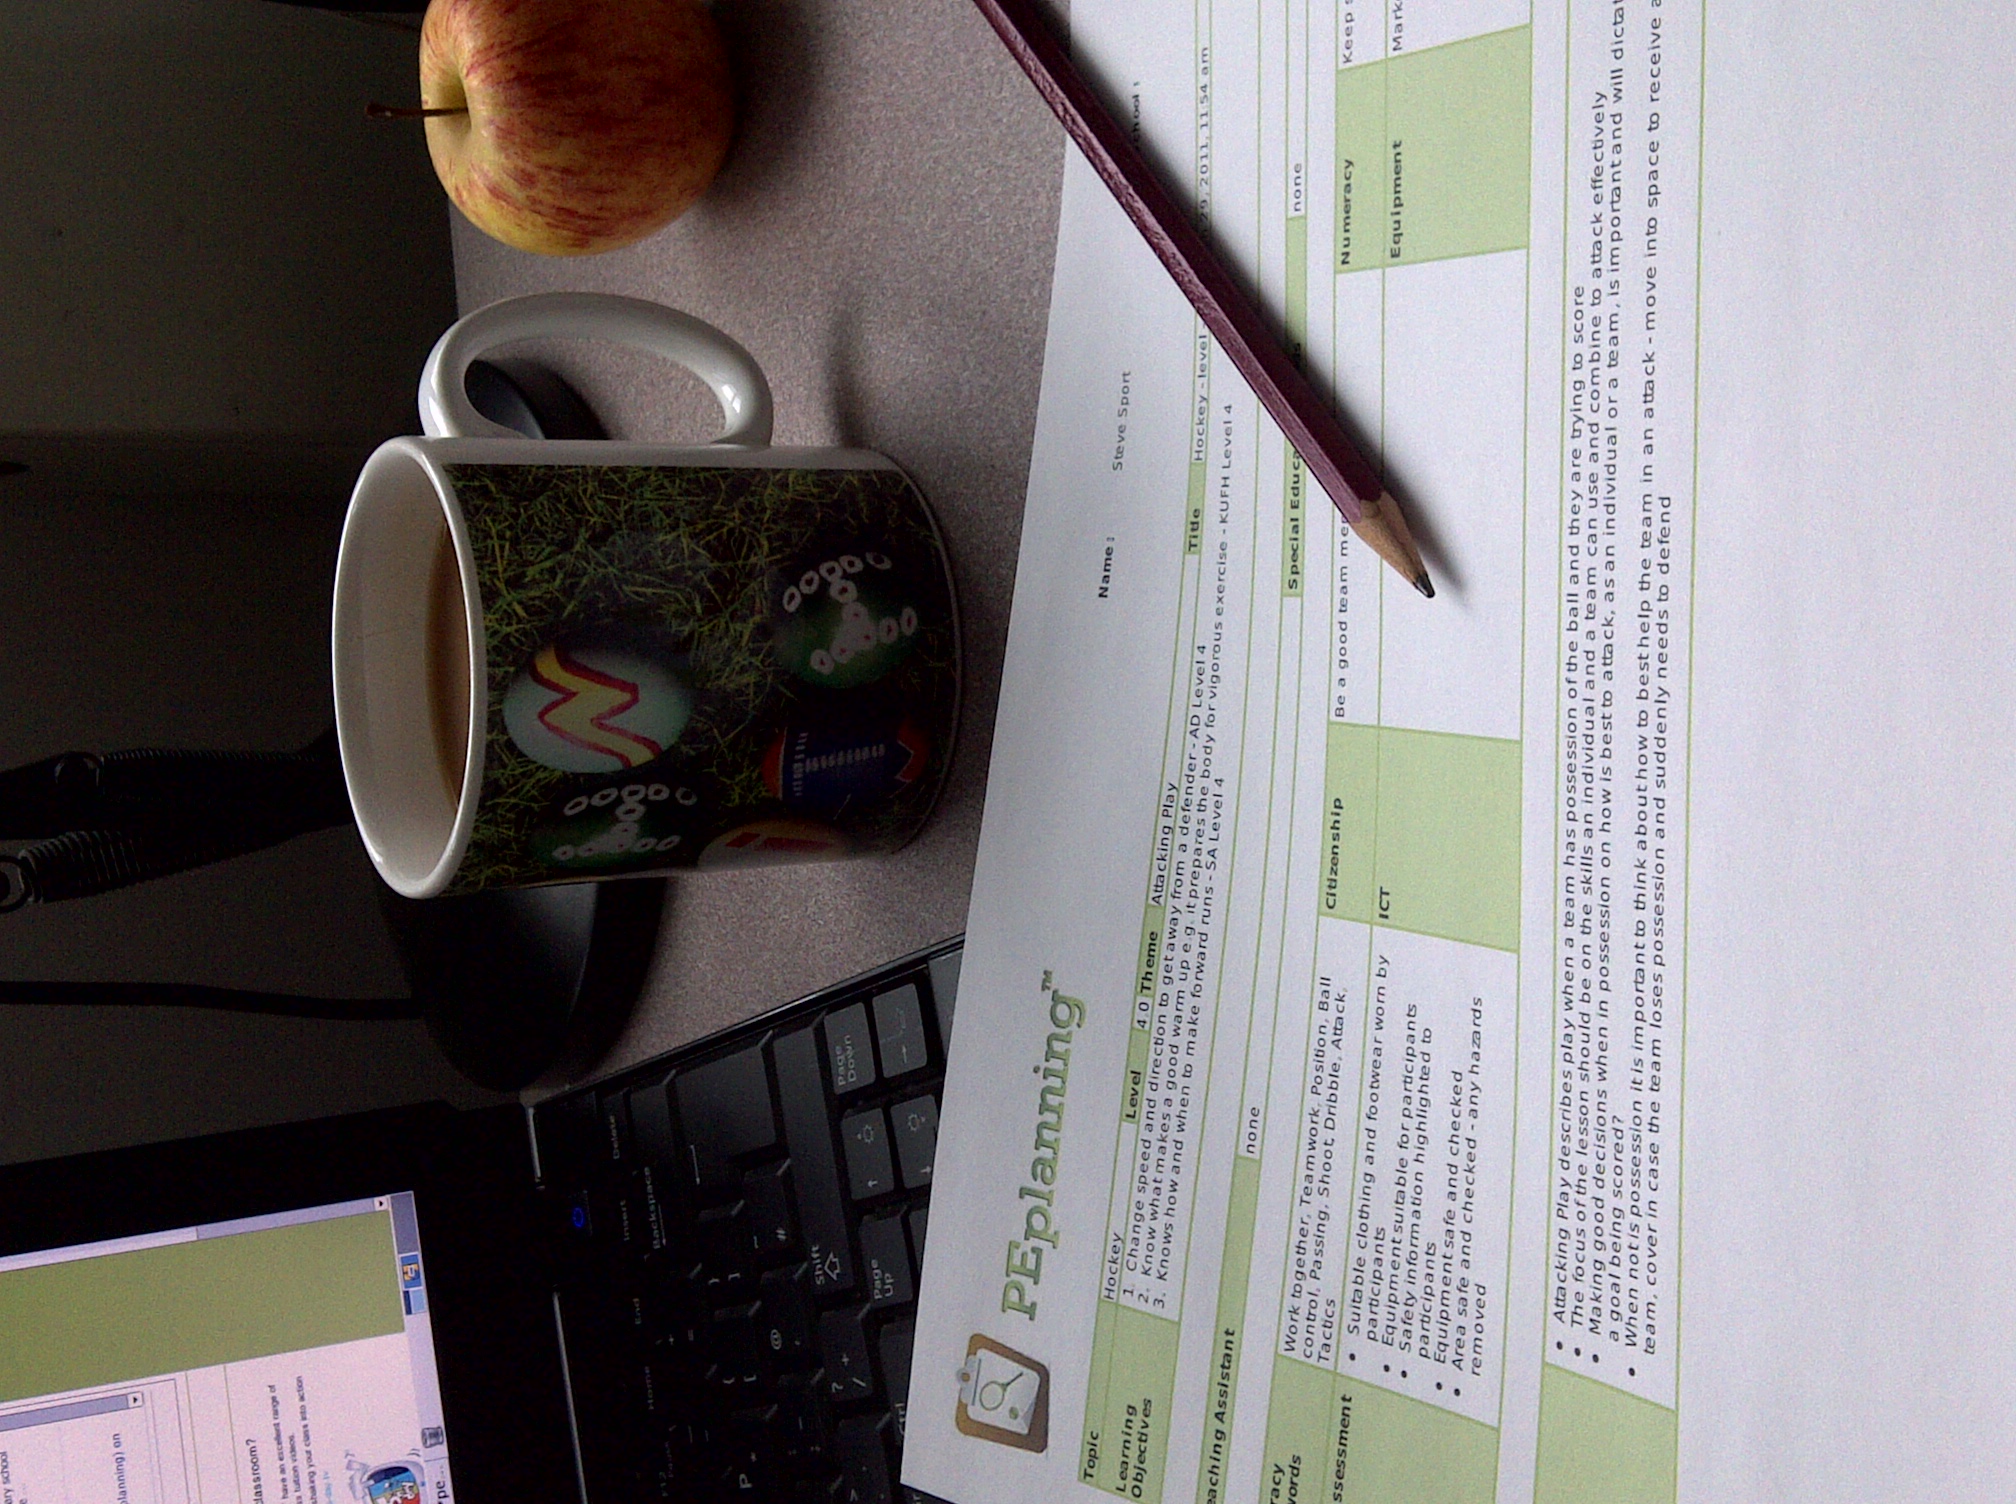 ary school
planning) on
classroom?
have an excellent range of
tuition videos.
shaking your class into action
pe...
Home
End
Insert
Delete
F12
Pause
Backspace
P
Shift
Page Up
Page Down
Ctrl
PEplanning™
Name :
Steve Sport
School :
Topic
Hockey
Level
4.0
Theme
Attacking Play
Title
Hockey - level -
29, 2011, 11:54 am
Learning
Objectives
1. Change speed and direction to get away from a defender - AD Level 4
2. Know what makes a good warm up e.g. it prepares the body for vigorous exercise - KUFH Level 4
3. Knows how and when to make forward runs - SA Level 4
eaching Assistant
none
Special Educa
ds
none
racy
words
Work together, Teamwork, Position, Ball
control, Passing, Shoot, Dribble, Attack,
Tactics
Citizenship
Be a good team mem
Numeracy
Keep s
ssessment
• Suitable clothing and footwear worn by
participants
• Equipment suitable for participants
• Safety information highlighted to
participants
• Equipment safe and checked
• Area safe and checked - any hazards
removed
ICT
Equipment
Mark
• Attacking Play describes play when a team has possession of the ball and they are trying to score
• The focus of the lesson should be on the skills an individual and a team can use and combine to attack effectively
• Making good decisions when in possession on how is best to attack, as an individual or a team, is important and will dictat
a goal being scored?
• When not is possession it is important to think about how to best help the team in an attack - move into space to receive a
team, cover in case the team loses possession and suddenly needs to defend